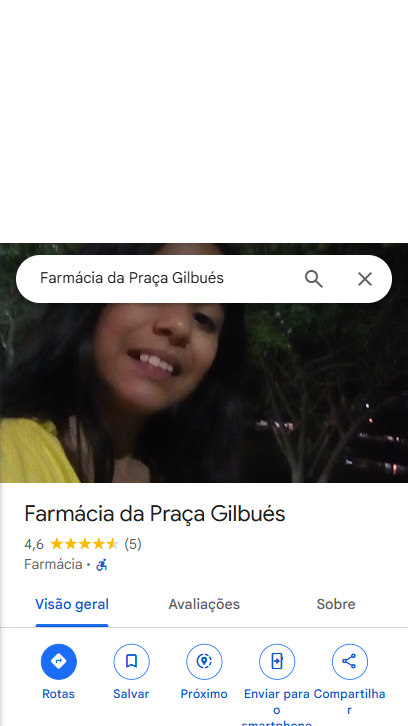 Farmácia da Praça Gilbués
Farmácia da Praça Gilbués
4,6 (5)
Farmácia ·
Visão geral Avaliações Sobre
Rotas Salvar Próximo Enviar para o smartphone Compartilhar